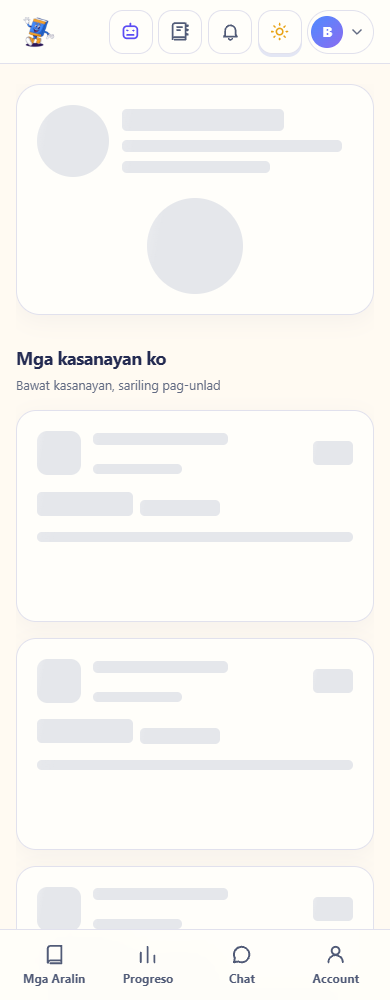 B
Mga kasanayan ko
Bawat kasanayan, sariling pag-unlad
Mga Aralin
Progreso
Chat
Account